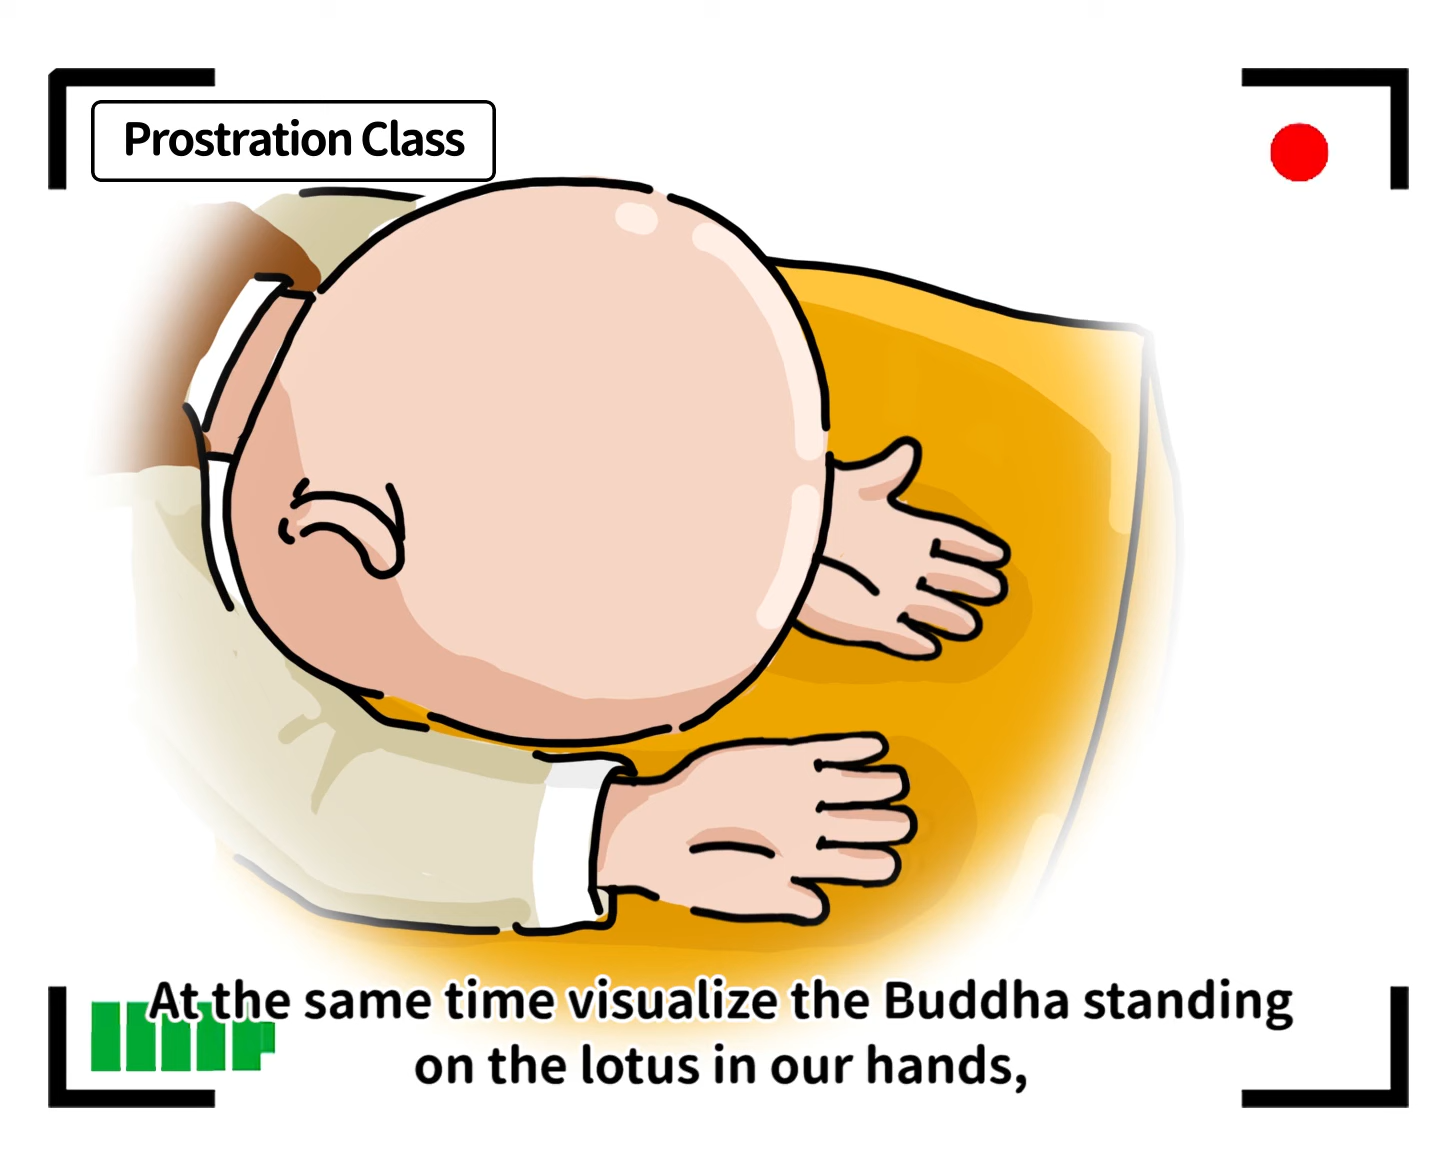 Prostration Class
At the same time visualize the Buddha standing
on the lotus in our hands,